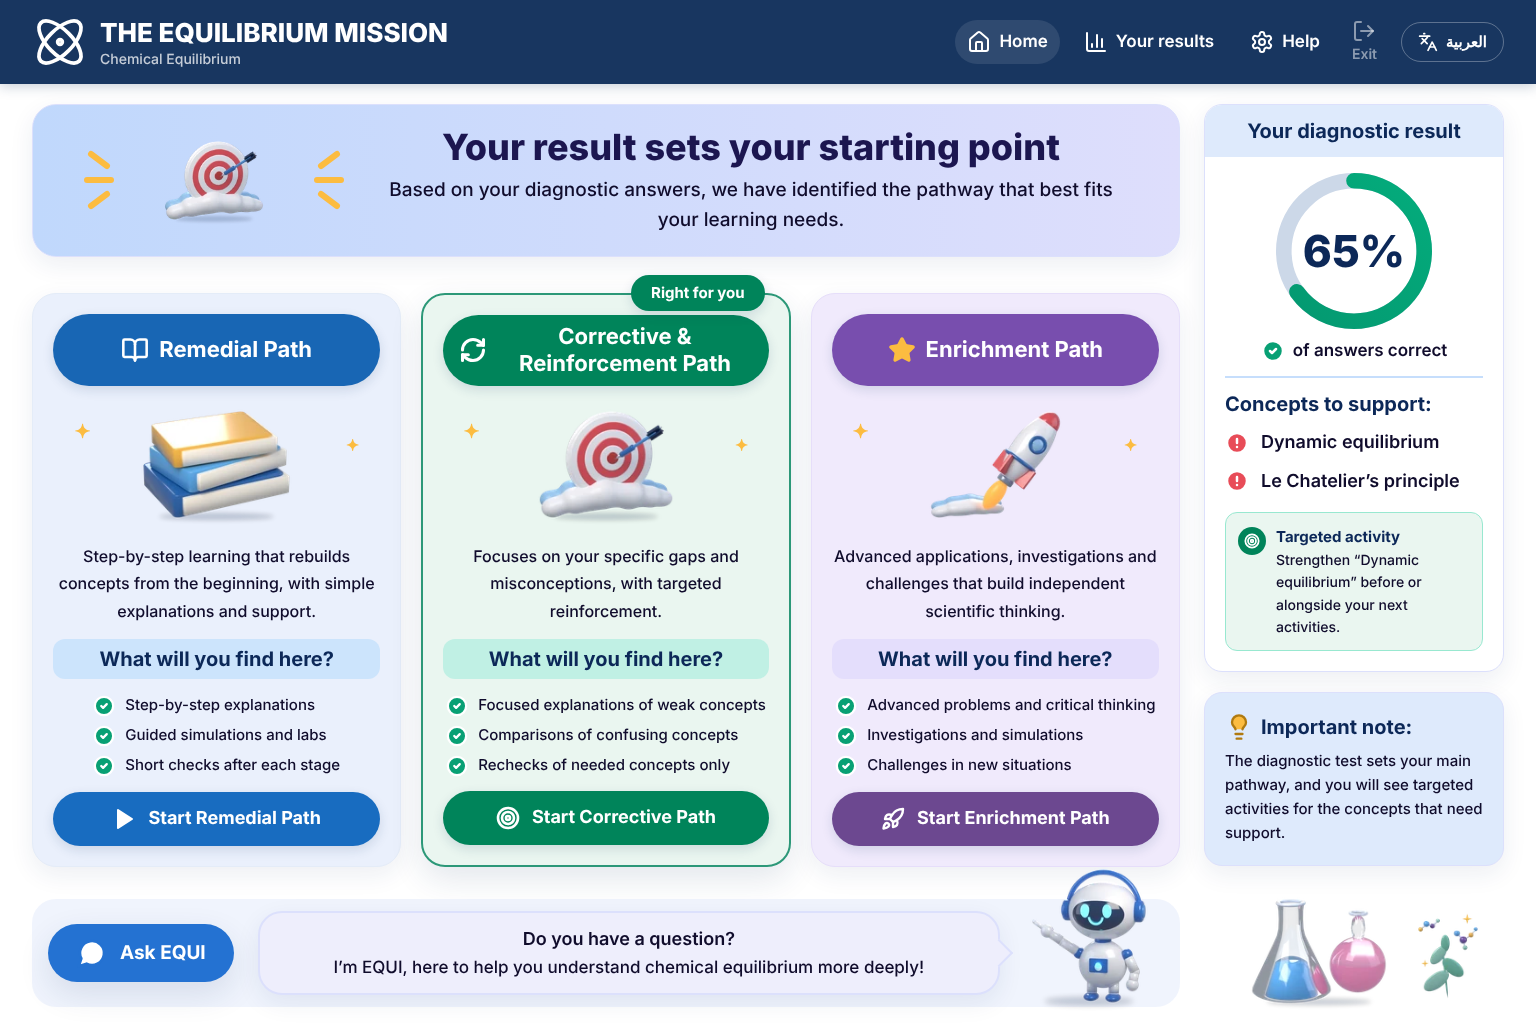 THE EQUILIBRIUM MISSION
Chemical Equilibrium
Home
Your results
Help
Exit
العربية
Your result sets your starting point
Based on your diagnostic answers, we have identified the pathway that best fits
your learning needs.
Remedial Path
Step-by-step learning that rebuilds
concepts from the beginning, with simple
explanations and support.
What will you find here?
Step-by-step explanations
Guided simulations and labs
Short checks after each stage
Start Remedial Path
Right for you
Corrective &
Reinforcement Path
Focuses on your specific gaps and
misconceptions, with targeted
reinforcement.
What will you find here?
Focused explanations of weak concepts
Comparisons of confusing concepts
Rechecks of needed concepts only
Start Corrective Path
Enrichment Path
Advanced applications, investigations and
challenges that build independent
scientific thinking.
What will you find here?
Advanced problems and critical thinking
Investigations and simulations
Challenges in new situations
Start Enrichment Path
Your diagnostic result
65%
of answers correct
Concepts to support:
Dynamic equilibrium
Le Chatelier’s principle
Targeted activity
Strengthen “Dynamic
equilibrium” before or
alongside your next
activities.
Important note:
The diagnostic test sets your main
pathway, and you will see targeted
activities for the concepts that need
support.
Ask EQUI
Do you have a question?
I’m EQUI, here to help you understand chemical equilibrium more deeply!